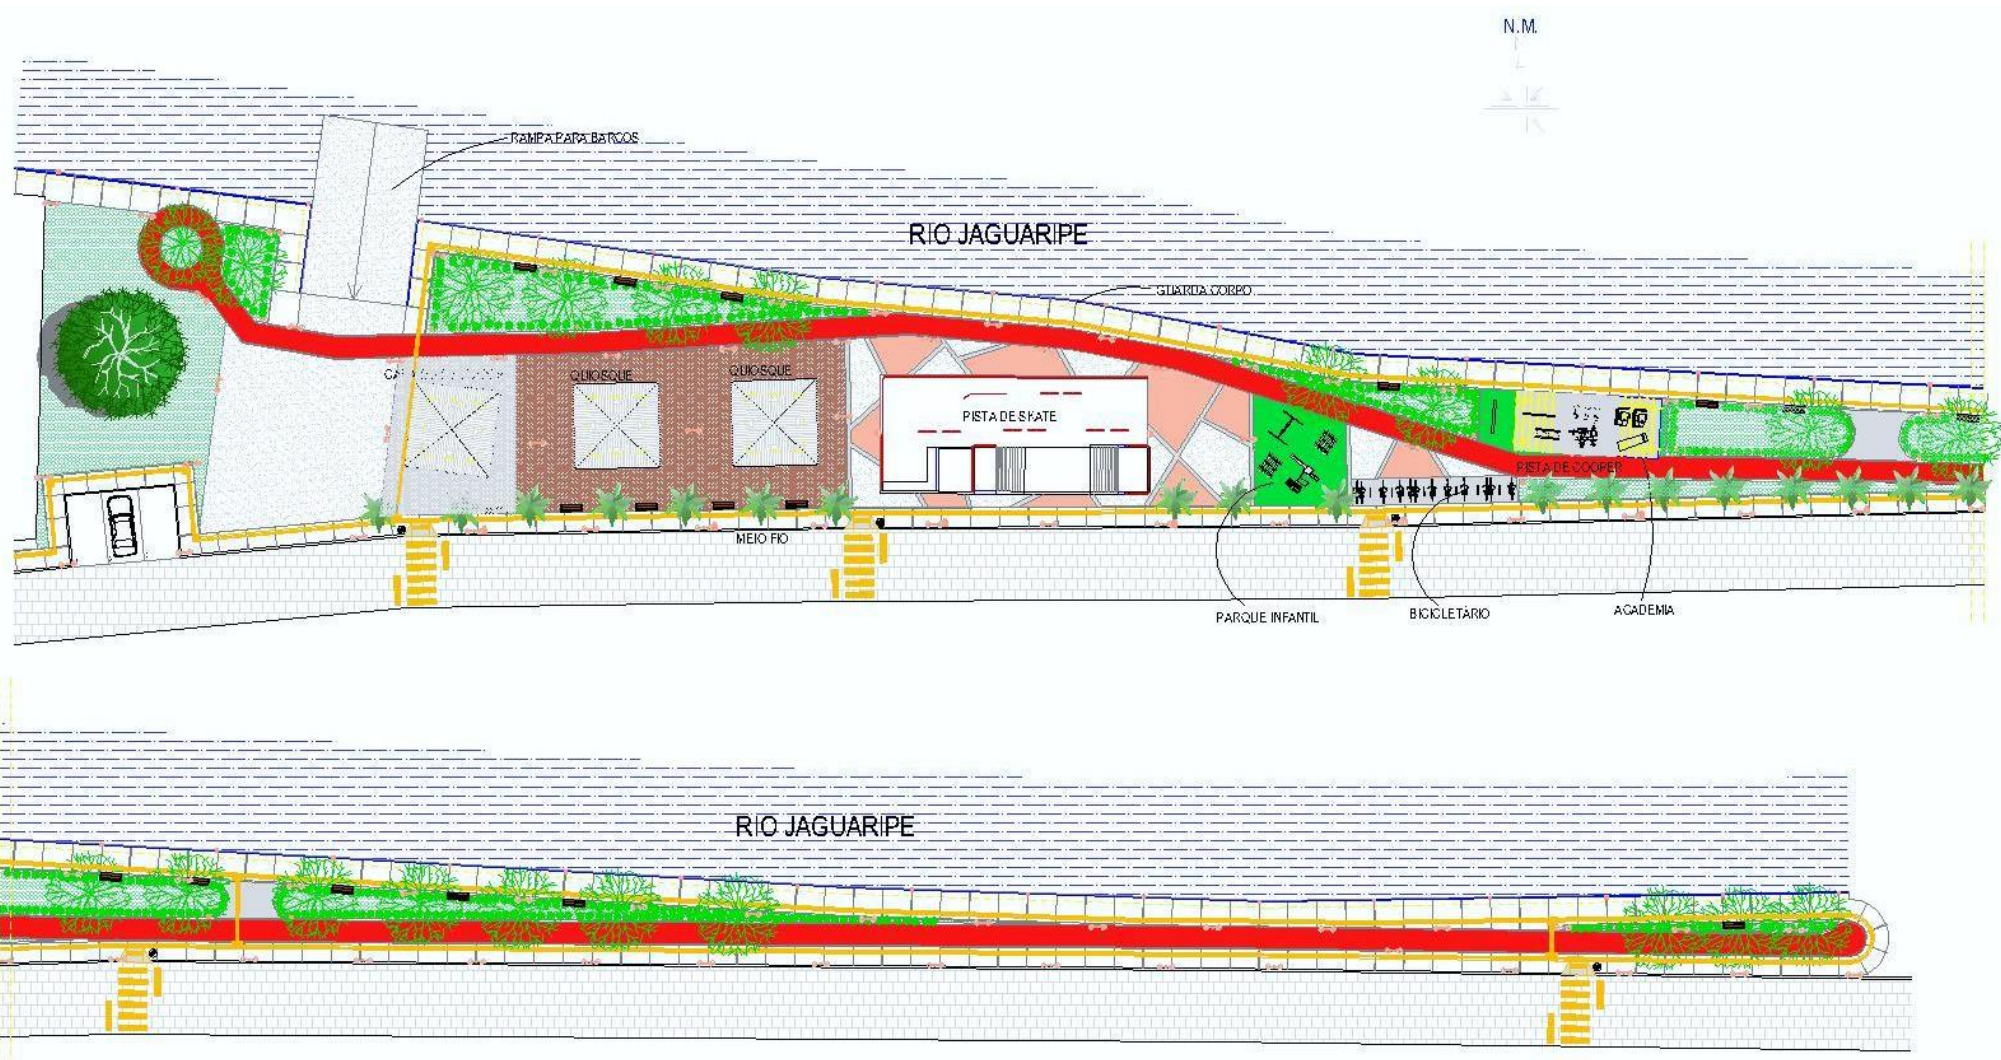 N.M.
RAMPA PARA BARCOS
RIO JAGUARIPE
GUARDA CORPO
QUIOSQUE
QUIOSQUE
PISTA DE SKATE
PISTA DE COOPER
MEIO FIO
PARQUE INFANTIL
BICICLETÁRIO
ACADEMIA
RIO JAGUARIPE